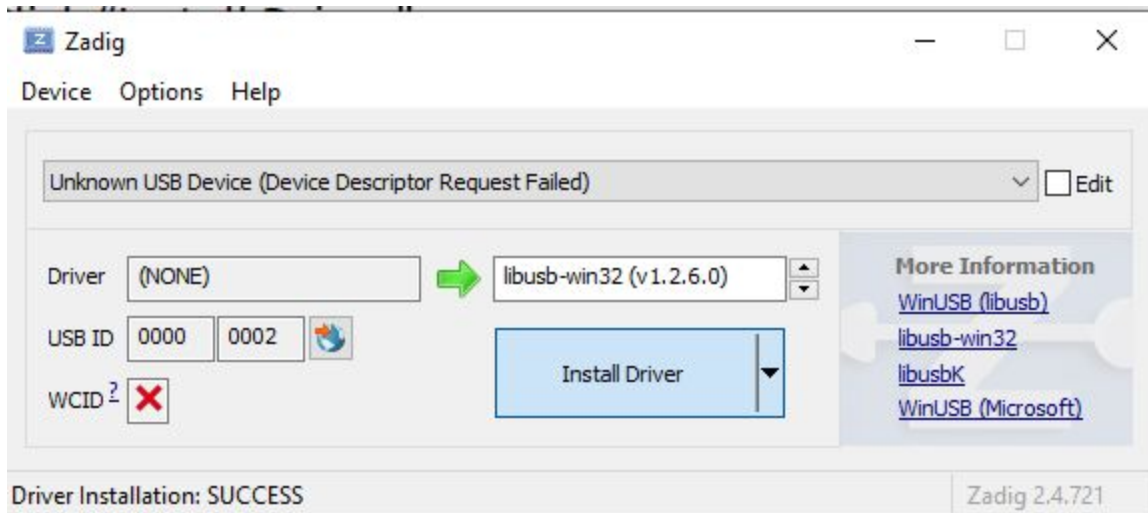 Zadig
Device Options Help
Unknown USB Device (Device Descriptor Request Failed)
Edit
Driver (NONE) libusb-win32 (v1.2.6.0)
USB ID 0000 0002
WCID ?
Install Driver
More Information
WinUSB (libusb)
libusb-win32
libusbK
WinUSB (Microsoft)
Driver Installation: SUCCESS
Zadig 2.4.721